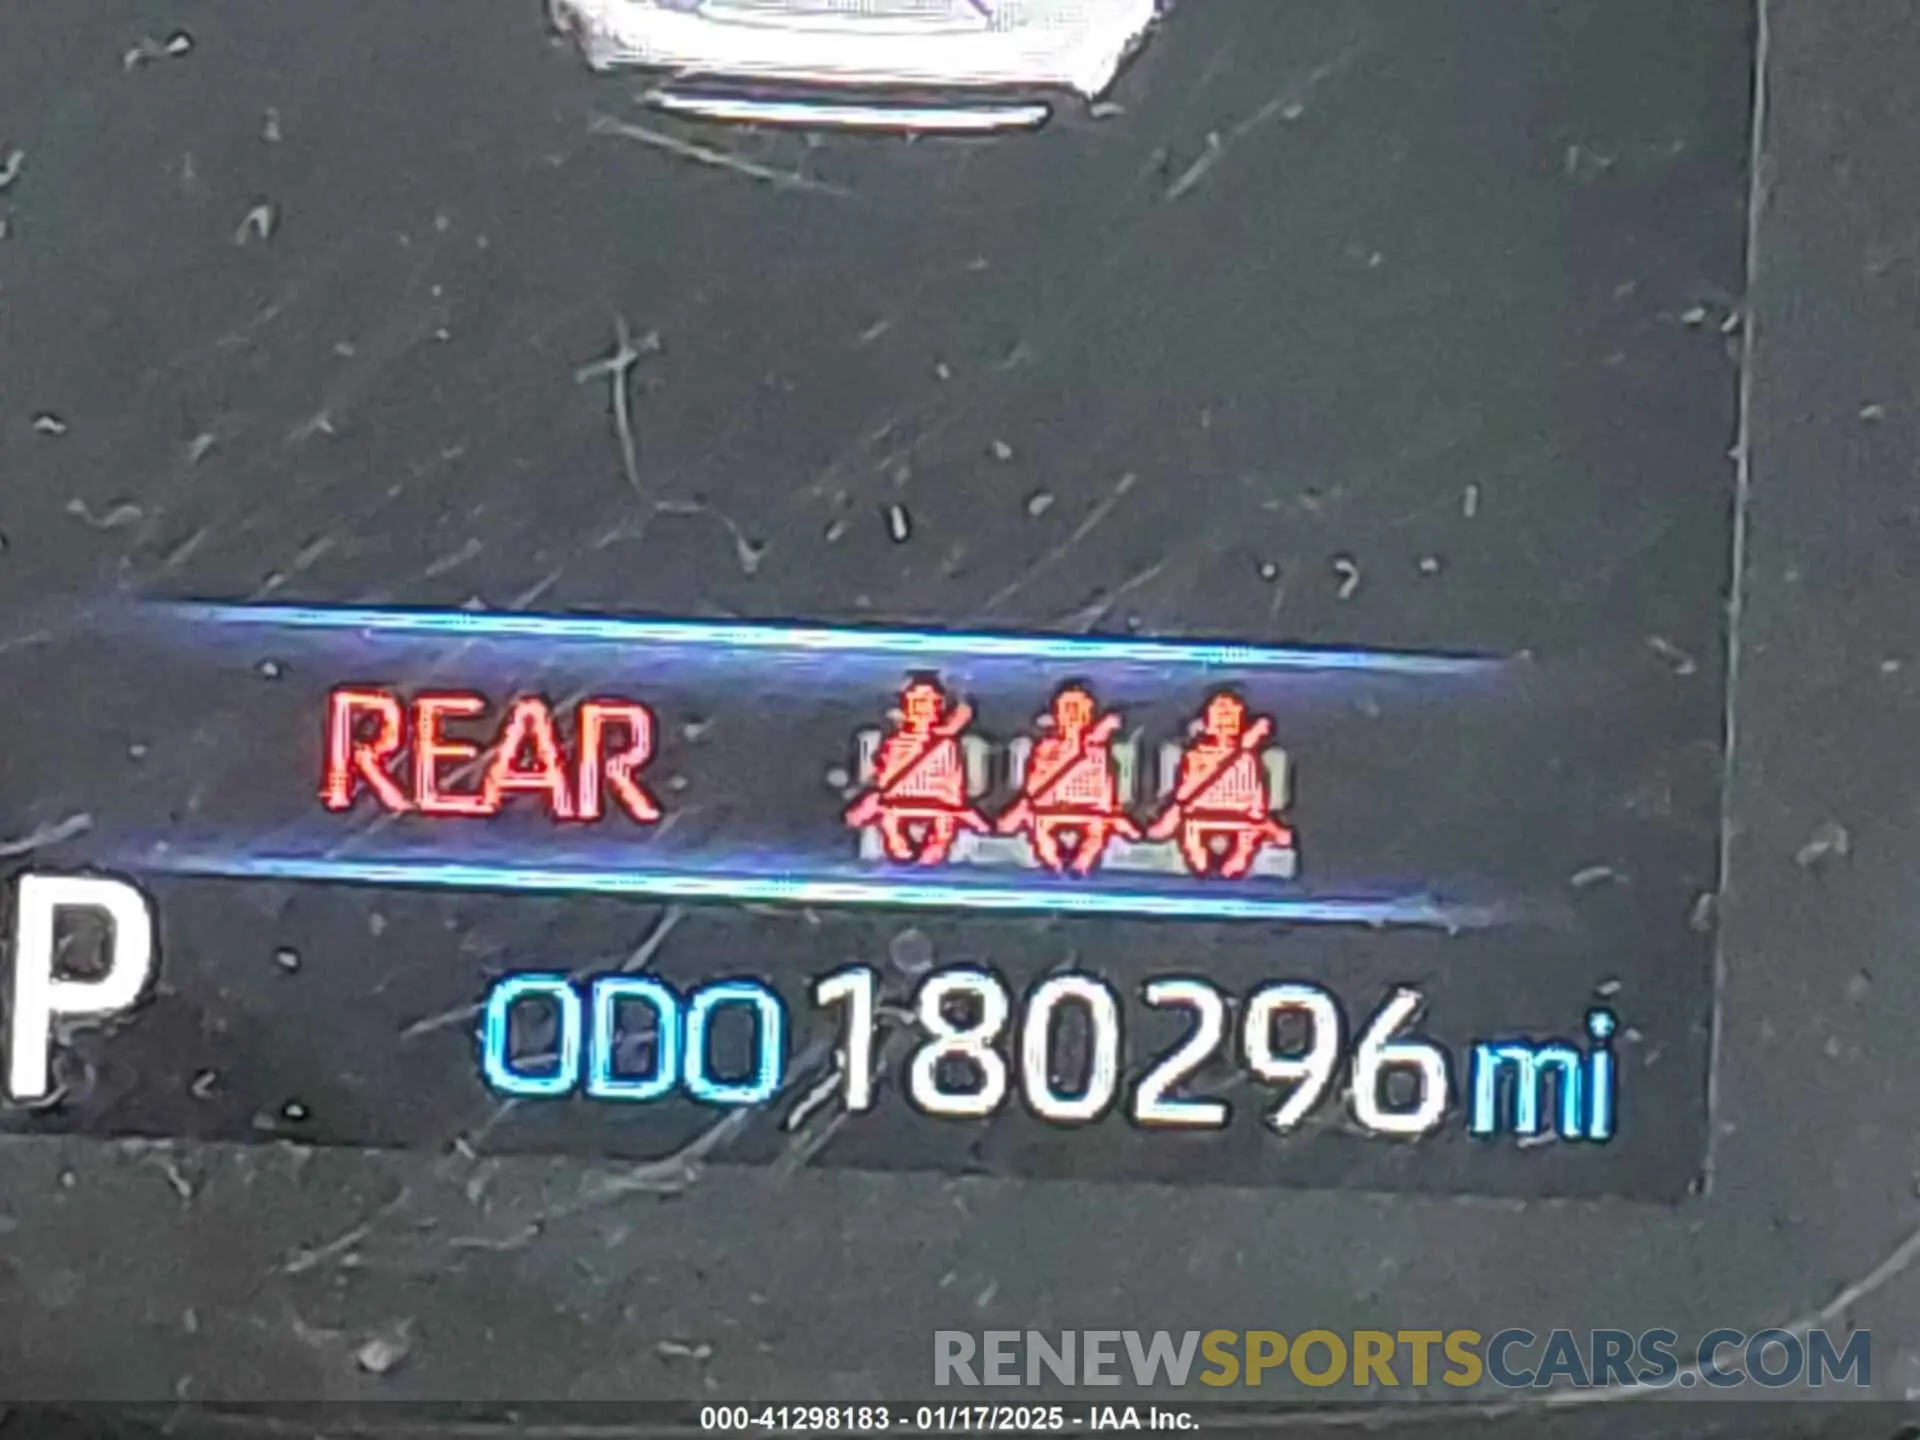 REAR
P
ODO 180296 mi
RENEWSPORTSCARS.COM
000-41298183 - 01/17/2025 - IAA Inc.